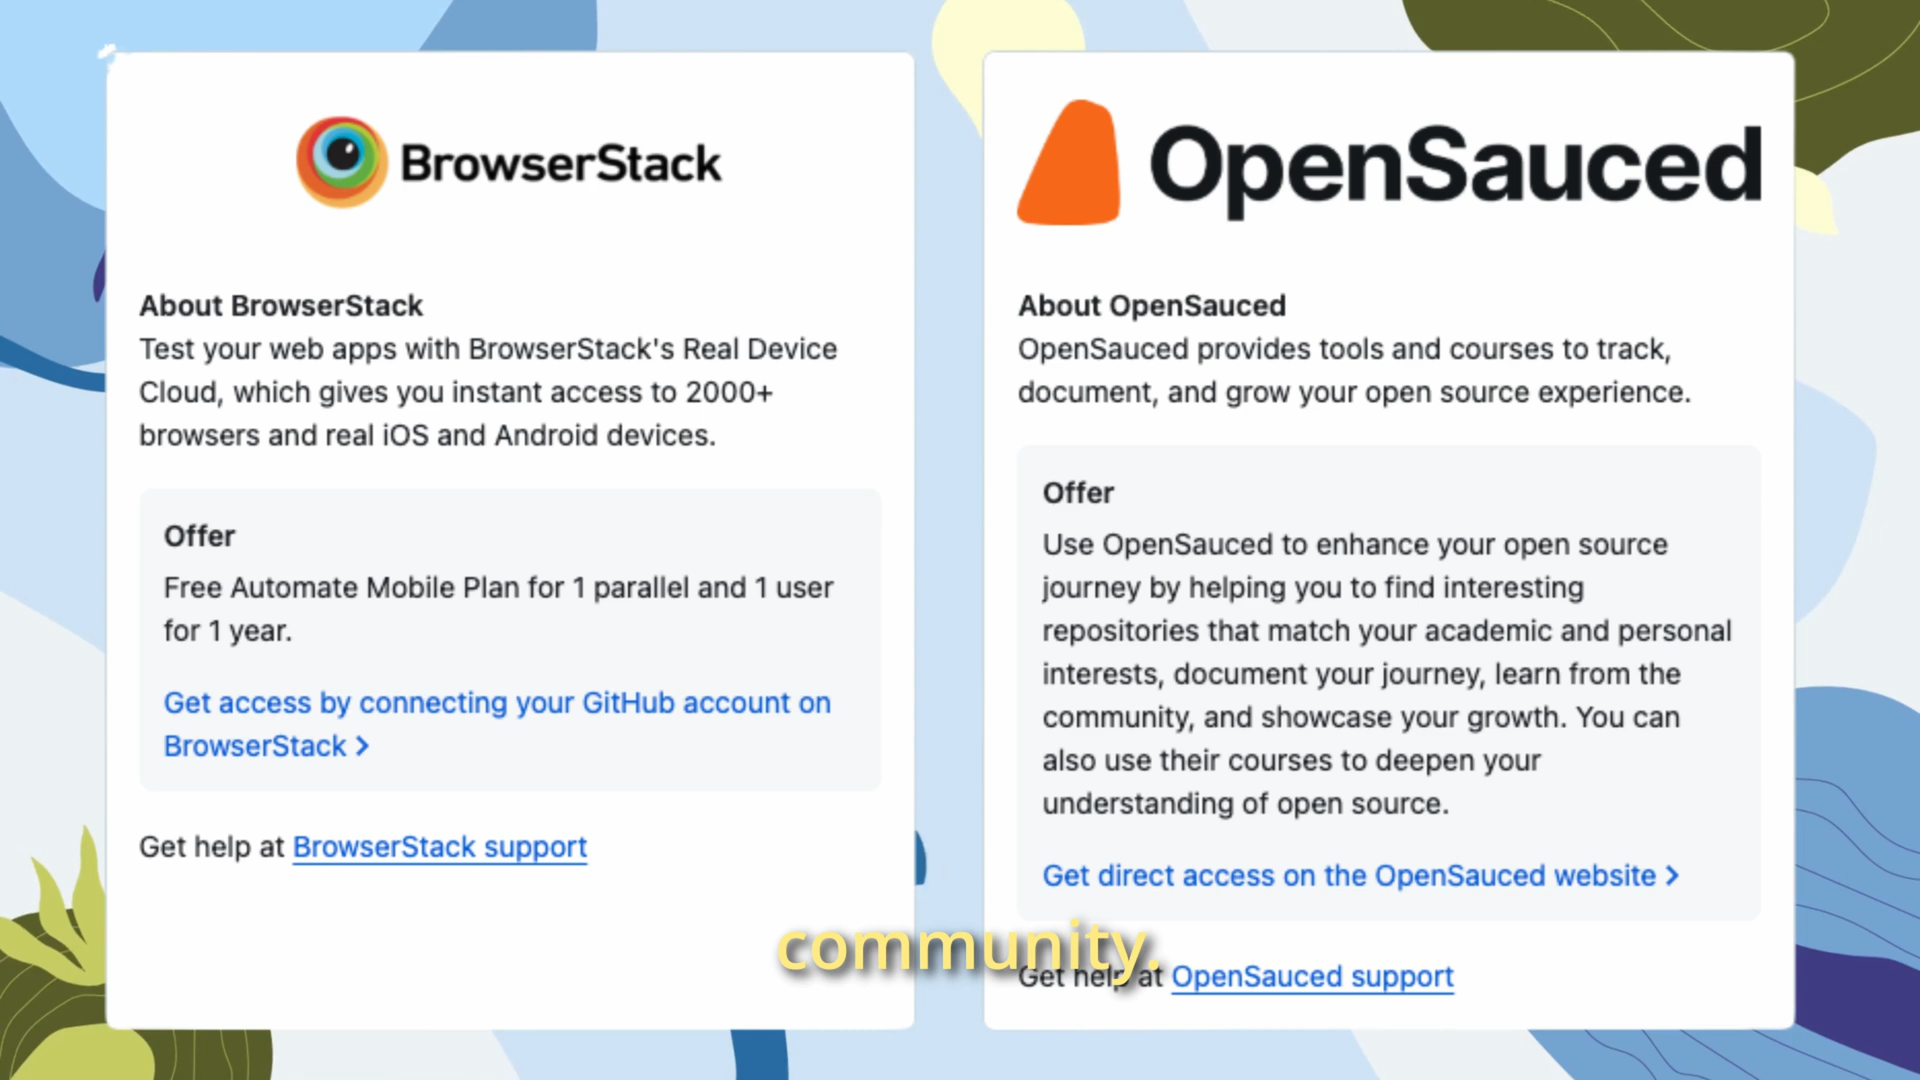 BrowserStack
About BrowserStack
Test your web apps with BrowserStack's Real Device
Cloud, which gives you instant access to 2000+
browsers and real iOS and Android devices.
Offer
Free Automate Mobile Plan for 1 parallel and 1 user
for 1 year.
Get access by connecting your GitHub account on
BrowserStack >
Get help at BrowserStack support
OpenSauced
About OpenSauced
OpenSauced provides tools and courses to track,
document, and grow your open source experience.
Offer
Use OpenSauced to enhance your open source
journey by helping you to find interesting
repositories that match your academic and personal
interests, document your journey, learn from the
community, and showcase your growth. You can
also use their courses to deepen your
understanding of open source.
Get direct access on the OpenSauced website >
Get help at OpenSauced support
community.